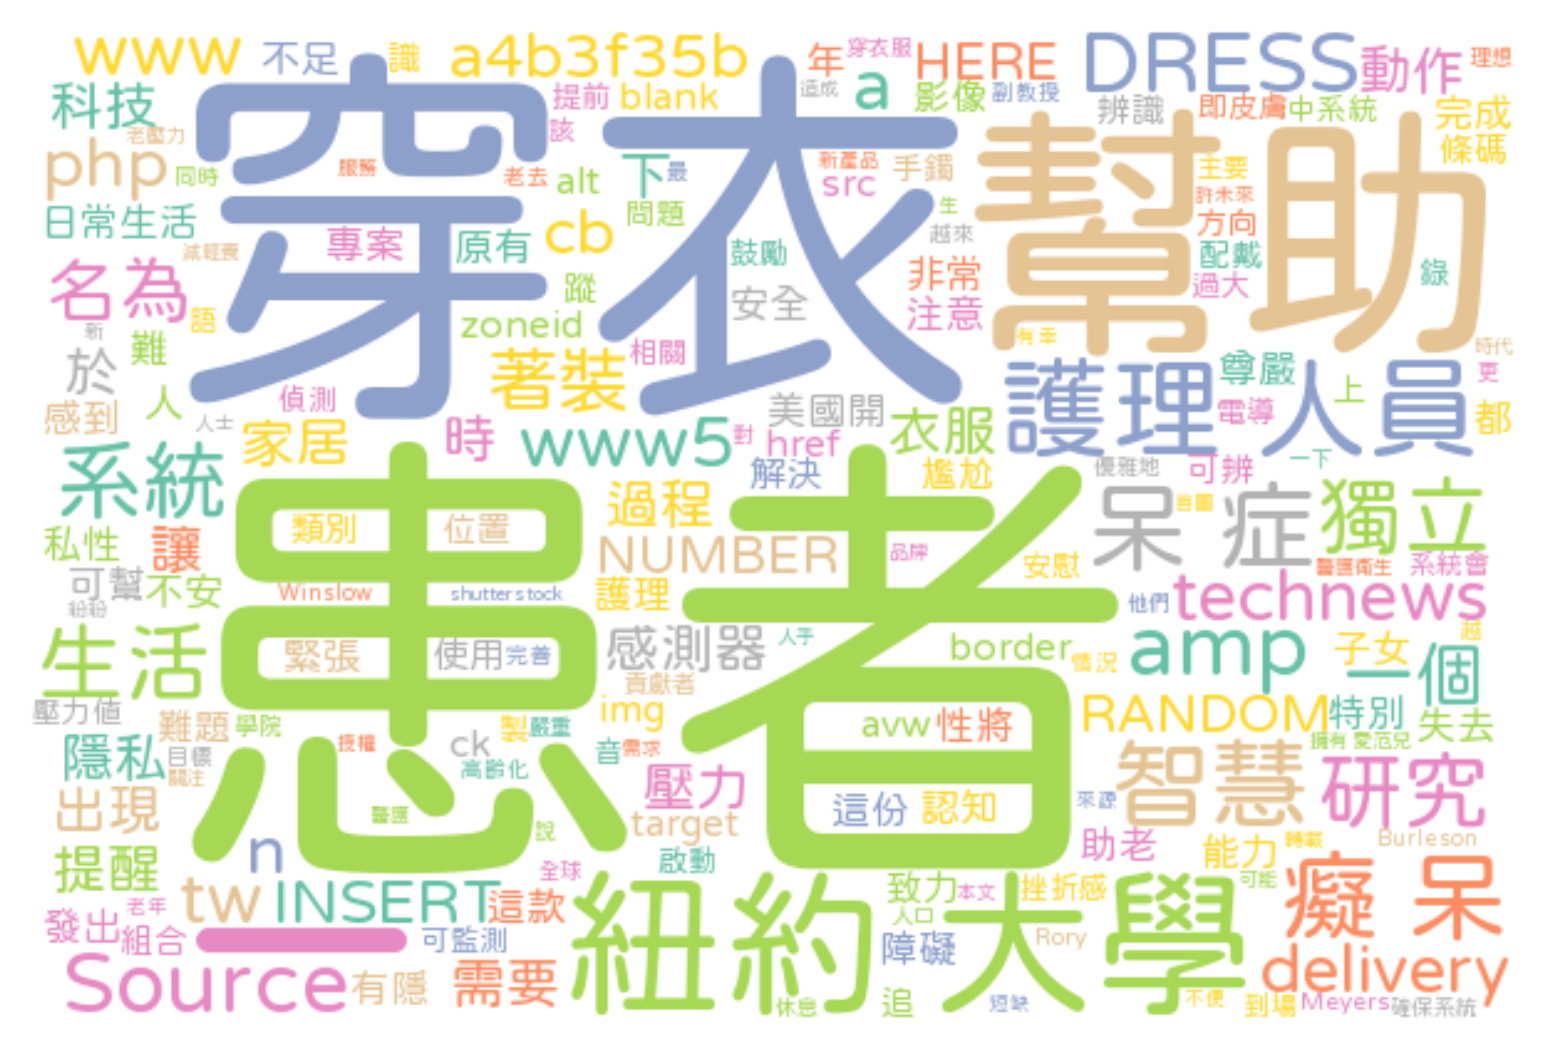 www 不足 識 a4b3f35b 年 穿衣服 HERE DRESS 動作 理想
科技 提前 blank 造成 a 影像 副教授 辨識 即皮膚 中系統 完成
老壓力 穿衣 該 幫助 條碼
php 同時 服務 老去 alt 下 最 新產品 src 手鐲 主要
日常生活 問題 生 許未來 方向
減輕養 專案 原有 cb 鼓勵 越來 配戴
名為 語 蹤 安全 非常 過大 綠
新 zoneid 注意 有幸
於 難 著裝 相關 護理人員 尊嚴 時代 更
感到 人 人士 偵測 美國開 電導 上 都
系統 家居 時 www5 對 href 衣服 一下
解決 尷尬 優雅地 可辨
患者 類別 位置 過程 呆 症 首圖 獨立
私性 讓 NUMBER 品牌 安慰 醫護衛生 系統會
可幫 不安 紛紛 Winslow shutterstock 護理 他們 technews
生活 緊張 使用 完善 感測器 人手 border 情況 amp 子女 越 一個
壓力值 難題 學院 貢獻者 img avw 性將 RANDOM 特別 失去
隱私 目標 關注 授權 ck 製 嚴重 音 需求 擁有 愛范兒
高齡化 壓力 智慧 研究
出現 醫護 說 target 這份 認知 來源
提醒 n 全球 啟動 助老 能力 轉載 Burleson
tw INSERT 這款 紐約大學 致力 本文 挫折感 可能 癡 呆
發出 老年 組合 可監測 人口 障礙 Rory
Source 有隱 需要 休息 追 短缺 不便 到場 delivery Meyers 確保系統